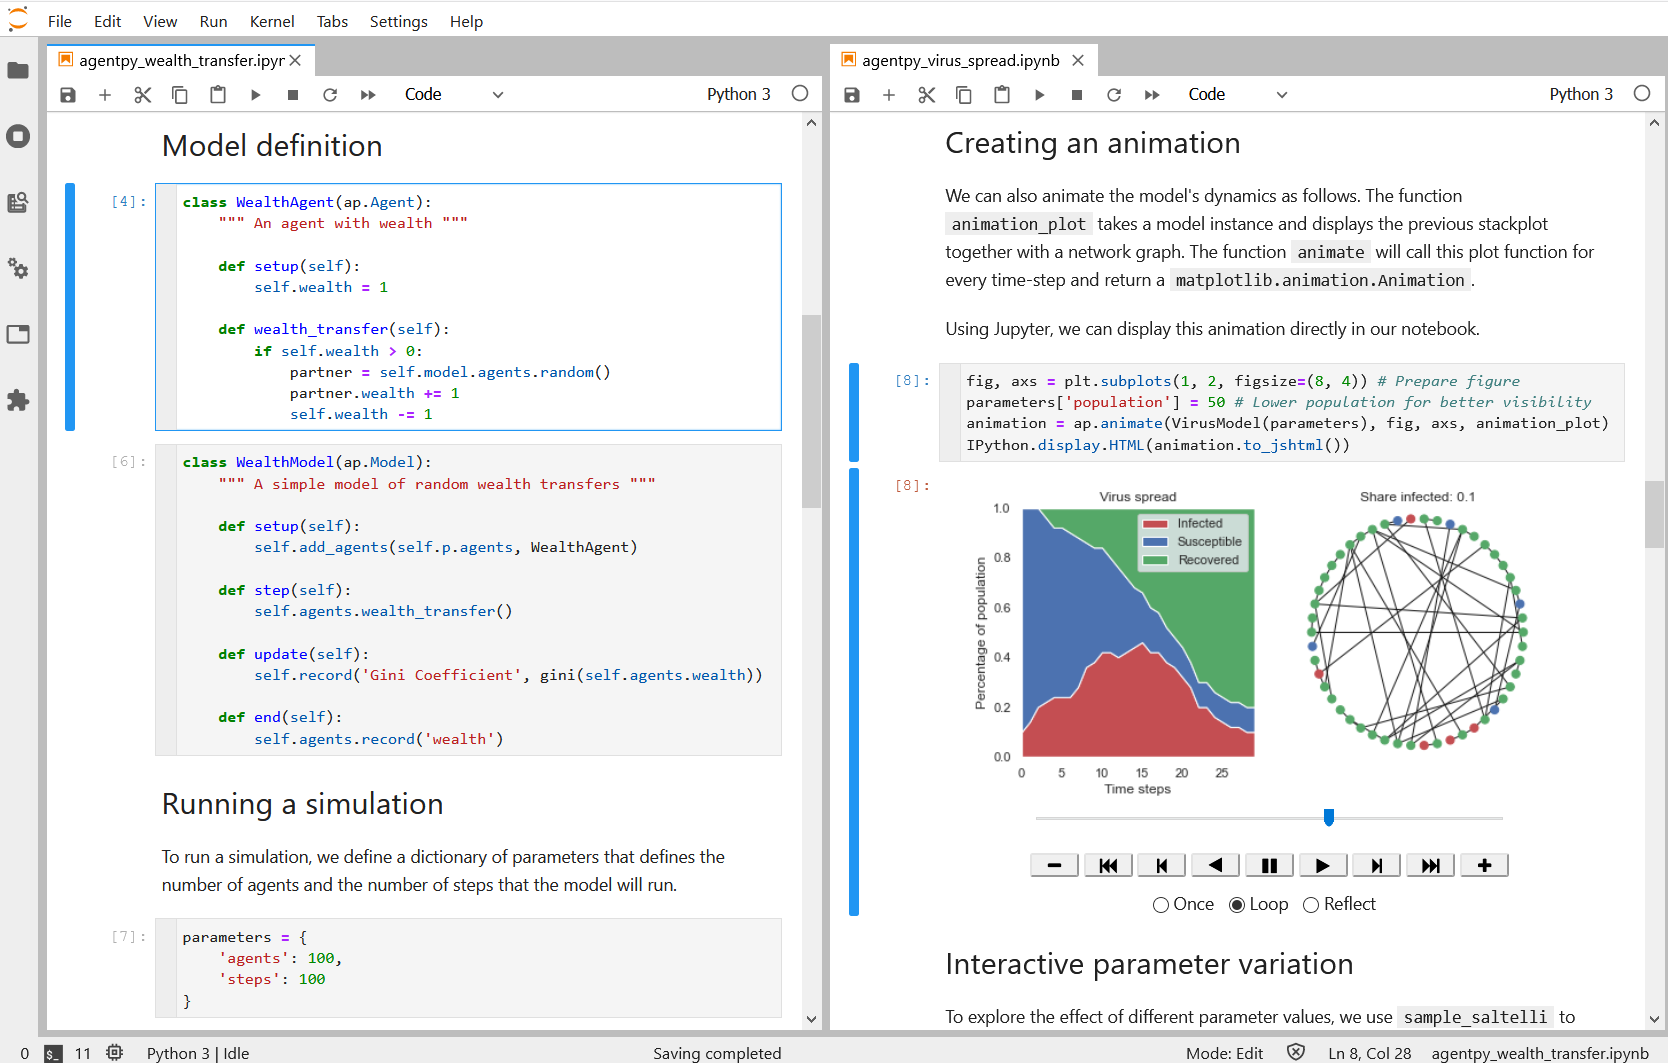 File Edit View Run Kernel Tabs Settings Help
agentpy_wealth_transfer.ipyr
Code Python 3
Model definition
[4]:
class WealthAgent(ap.Agent):
    """ An agent with wealth """
    def setup(self):
        self.wealth = 1
    def wealth_transfer(self):
        if self.wealth > 0:
            partner = self.model.agents.random()
            partner.wealth += 1
            self.wealth -= 1
[6]:
class WealthModel(ap.Model):
    """ A simple model of random wealth transfers """
    def setup(self):
        self.add_agents(self.p.agents, WealthAgent)
    def step(self):
        self.agents.wealth_transfer()
    def update(self):
        self.record('Gini Coefficient', gini(self.agents.wealth))
    def end(self):
        self.agents.record('wealth')
Running a simulation
To run a simulation, we define a dictionary of parameters that defines the
number of agents and the number of steps that the model will run.
[7]:
parameters = {
    'agents': 100,
    'steps': 100
}
agentpy_virus_spread.ipynb
Code Python 3
Creating an animation
We can also animate the model's dynamics as follows. The function
animation_plot takes a model instance and displays the previous stackplot
together with a network graph. The function animate will call this plot function for
every time-step and return a matplotlib.animation.Animation.
Using Jupyter, we can display this animation directly in our notebook.
[8]:
fig, axs = plt.subplots(1, 2, figsize=(8, 4)) # Prepare figure
parameters['population'] = 50 # Lower population for better visibility
animation = ap.animate(VirusModel(parameters), fig, axs, animation_plot)
IPython.display.HTML(animation.to_jshtml())
[8]:
Virus spread
Infected
Susceptible
Recovered
Percentage of population
1.0
0.8
0.6
0.4
0.2
0.0
0 5 10 15 20 25
Time steps
Share infected: 0.1
Once Loop Reflect
Interactive parameter variation
To explore the effect of different parameter values, we use sample_saltelli to
0 $_ 11 Python 3 | Idle Saving completed Mode: Edit Ln 8, Col 28 agentpy_wealth_transfer.ipynb